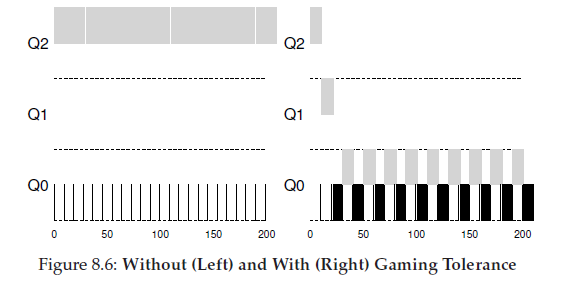 Q2 Q2
Q1 Q1
Q0 Q0
0 50 100 150 200 0 50 100 150 200
Figure 8.6: Without (Left) and With (Right) Gaming Tolerance